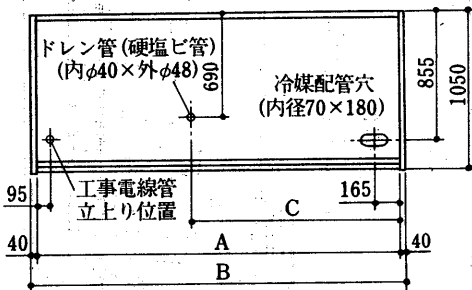 ドレン管(硬塩ビ管)
(内φ40×外φ48)
690
冷媒配管穴
(内径70×180)
855
1050
95
工事電線管
立上り位置
165
C
40
A
40
B